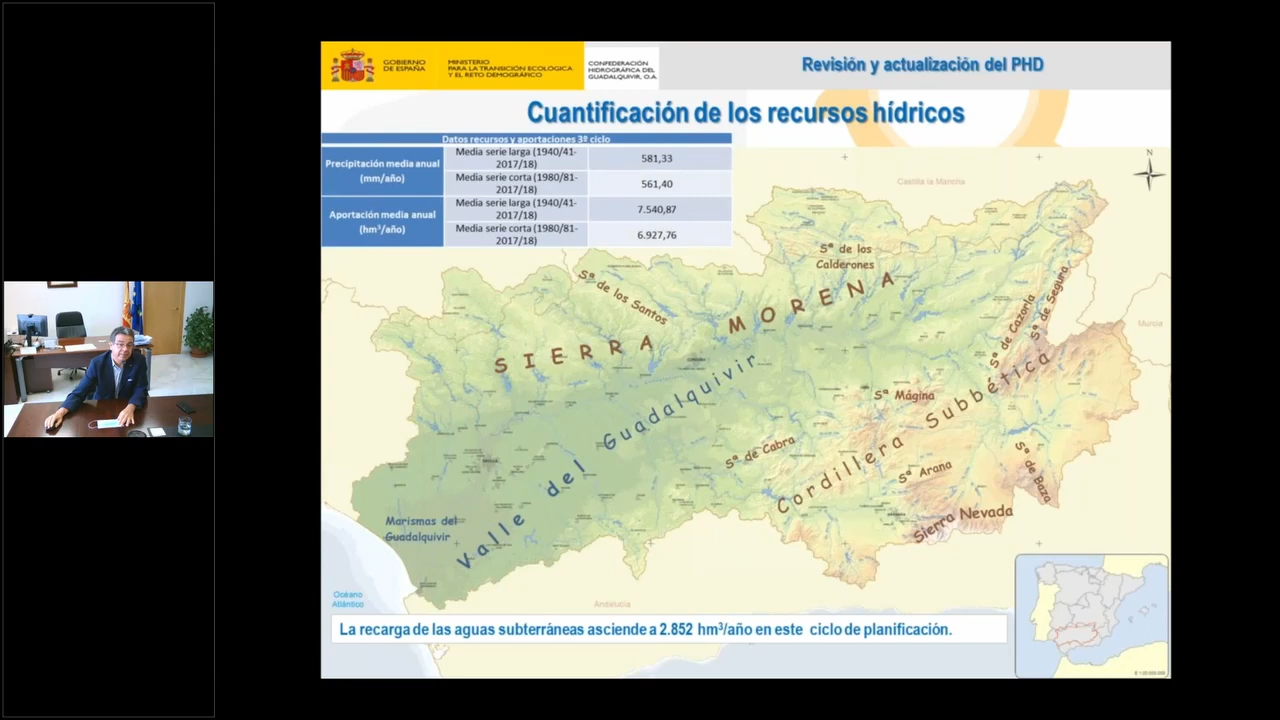 GOBIERNO
DE ESPAÑA
MINISTERIO
PARA LA TRANSICIÓN ECOLÓGICA
Y EL RETO DEMOGRÁFICO
CONFEDERACIÓN
HIDROGRÁFICA DEL
GUADALQUIVIR, O.A.
Revisión y actualización del PHD
Cuantificación de los recursos hídricos
Datos recursos y aportaciones 3º ciclo
Precipitación media anual
(mm/año)
Media serie larga (1940/41-
2017/18)
581,33
Media serie corta (1980/81-
2017/18)
561,40
Aportación media anual
(hm³/año)
Media serie larga (1940/41-
2017/18)
7.540,87
Media serie corta (1980/81-
2017/18)
6.927,76
N
Castilla la Mancha
Sª de los
Calderones
Sª de los Santos
SIERRA MORENA
Sª de Cazorla
Sª de Segura
Murcia
Valle del Guadalquivir
Sª Mágina
Cordillera Subbética
Sª de Cabra
Sª Arana
Sª de Baza
Sierra Nevada
Marismas del
Guadalquivir
Océano
Atlántico
Andalucía
La recarga de las aguas subterráneas asciende a 2.852 hm³/año en este ciclo de planificación.